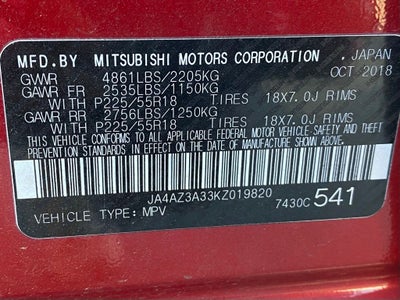 MFD.BY MITSUBISHI MOTORS CORPORATION , JAPAN
GVWR 4861LBS/2205KG OCT 2018
GAWR FR 2535LBS/1150KG
WITH P225/55R18 TIRES 18X7.0J RIMS
GAWR RR 2756LBS/1250KG
WITH P225/55R18 TIRES 18X7.0J RIMS
THIS VEHICLE CONFORMS TO ALL APPLICABLE FEDERAL MOTOR VEHICLE SAFETY AND
THEFT PREVENTION STANDARDS IN EFFECT ON THE DATE OF MANUFACTURE SHOWN ABOVE.
JA4AZ3A33KZ019820
VEHICLE TYPE: MPV 7430C 541